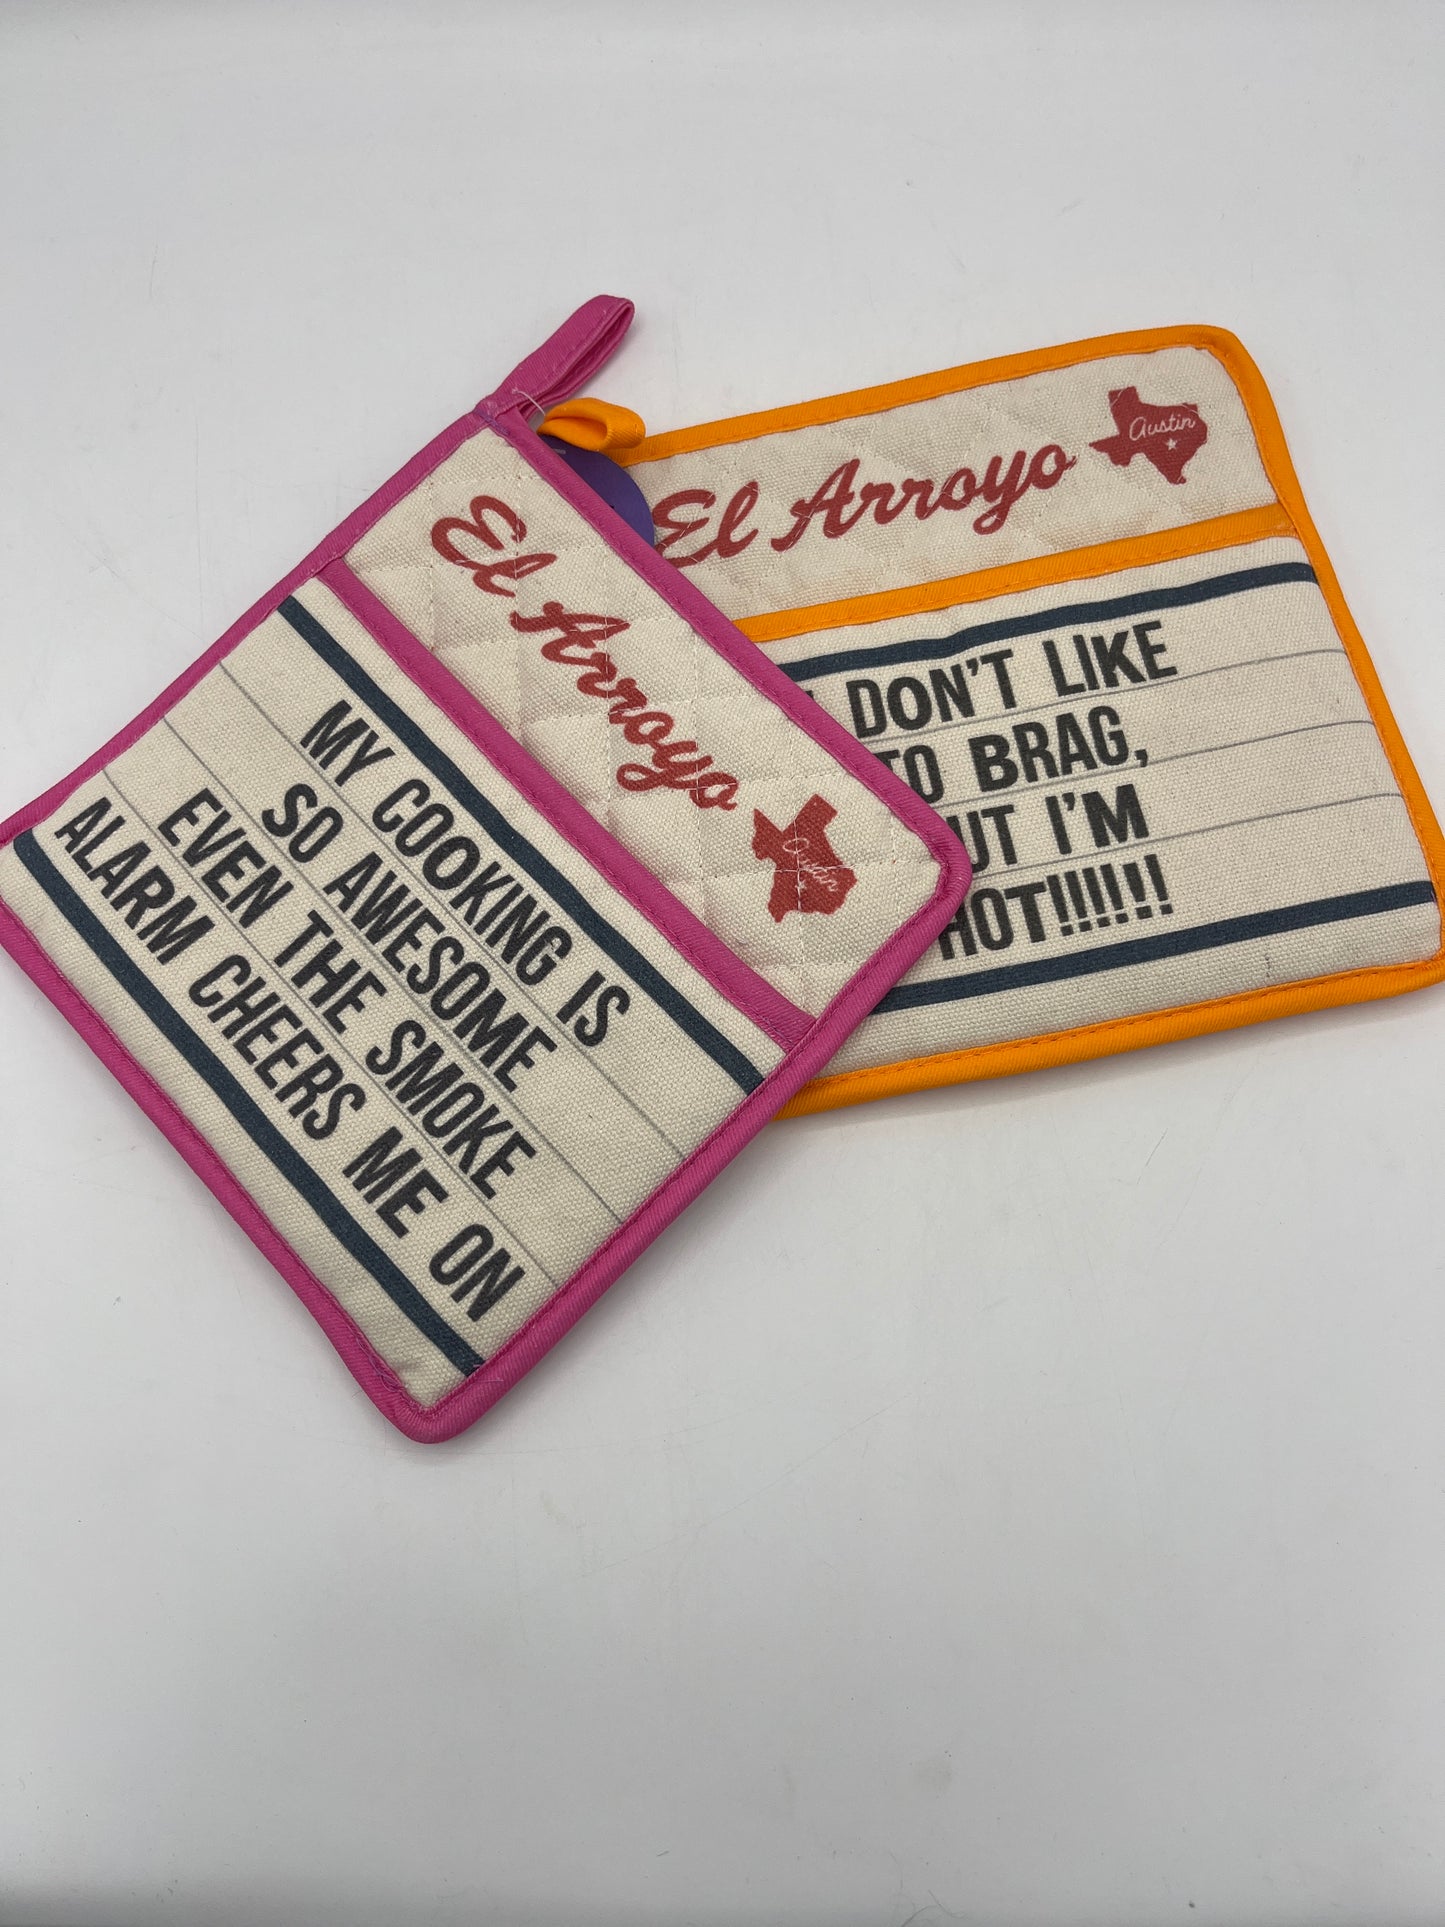 El Arroyo
Austin
MY COOKING IS
SO AWESOME
EVEN THE SMOKE
ALARM CHEERS ME ON
El Arroyo
Austin
DON'T LIKE
TO BRAG,
I'M
HOT!!!!!!!